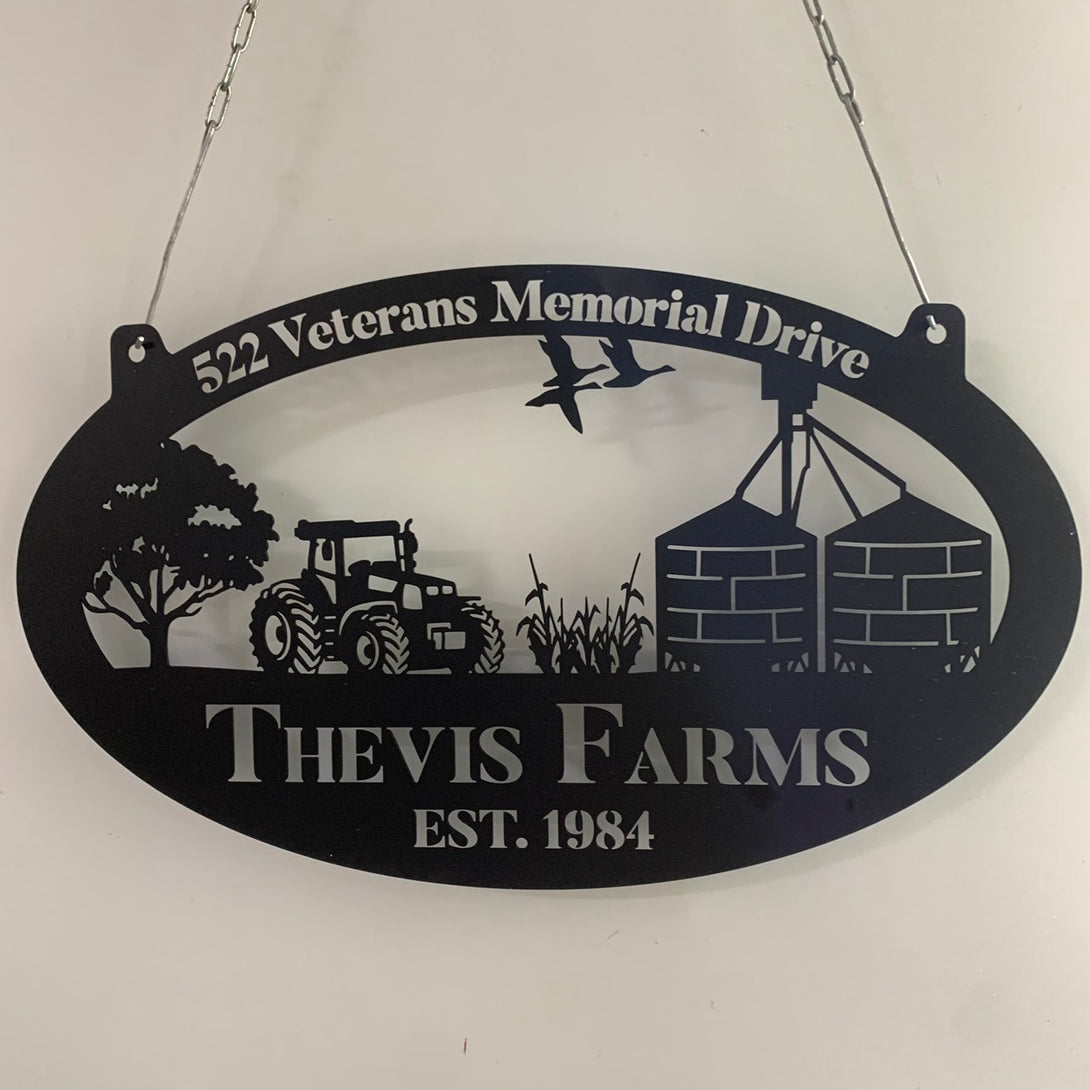 522 Veterans Memorial Drive
THEVIS FARMS
EST. 1984